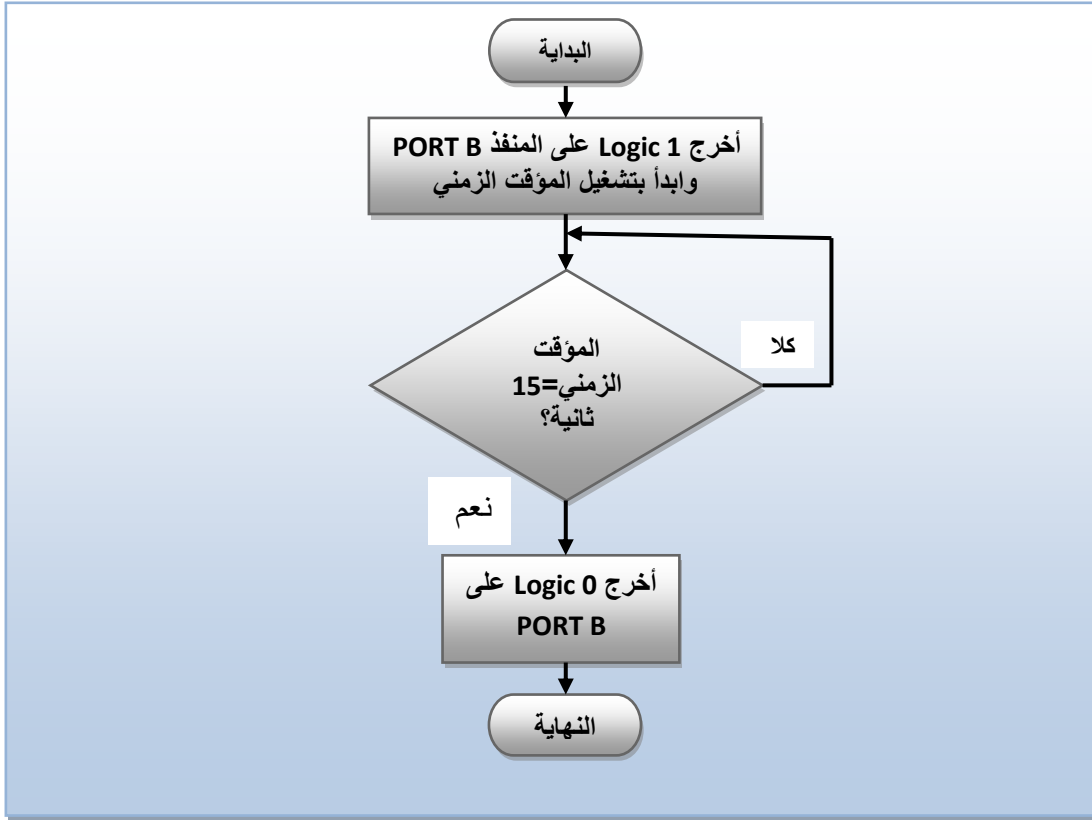 البداية
أخرج Logic 1 على المنفذ PORT B
وابدأ بتشغيل المؤقت الزمني
المؤقت
الزمني=15
ثانية؟
كلا
نعم
أخرج Logic 0 على
PORT B
النهاية